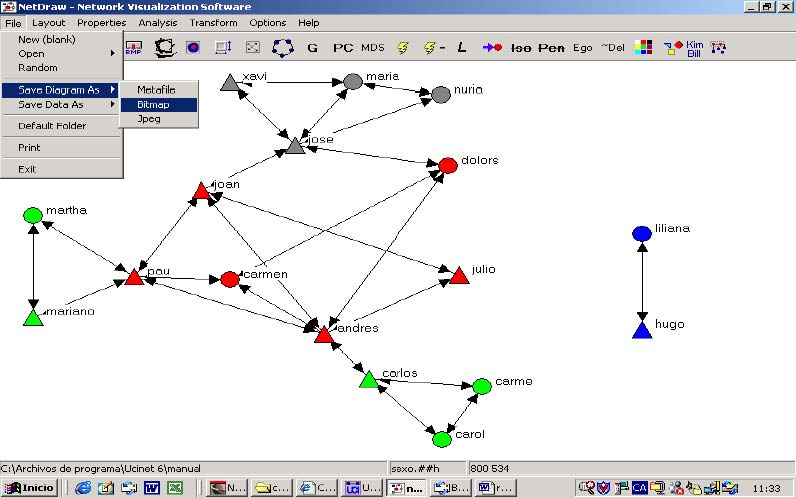 NetDraw - Network Visualization Software
File Layout Properties Analysis Transform Options Help
BMP G PC MDS L Iso Pen Ego ~Del Kim Bill
New (blank)
Open
Random
Save Diagram As
Save Data As
Default Folder
Print
Exit
Metafile
Bitmap
Jpeg
xavi
maria
nuria
jose
dolors
joan
martha
liliana
pau
carmen
julio
mariano
andres
hugo
carlos
carme
carol
C:\Archivos de programa\Ucinet 6\manual
sexo.##h
800 534
Inicio
N...
c...
C...
U...
n...
B...
r...
CA
11:33